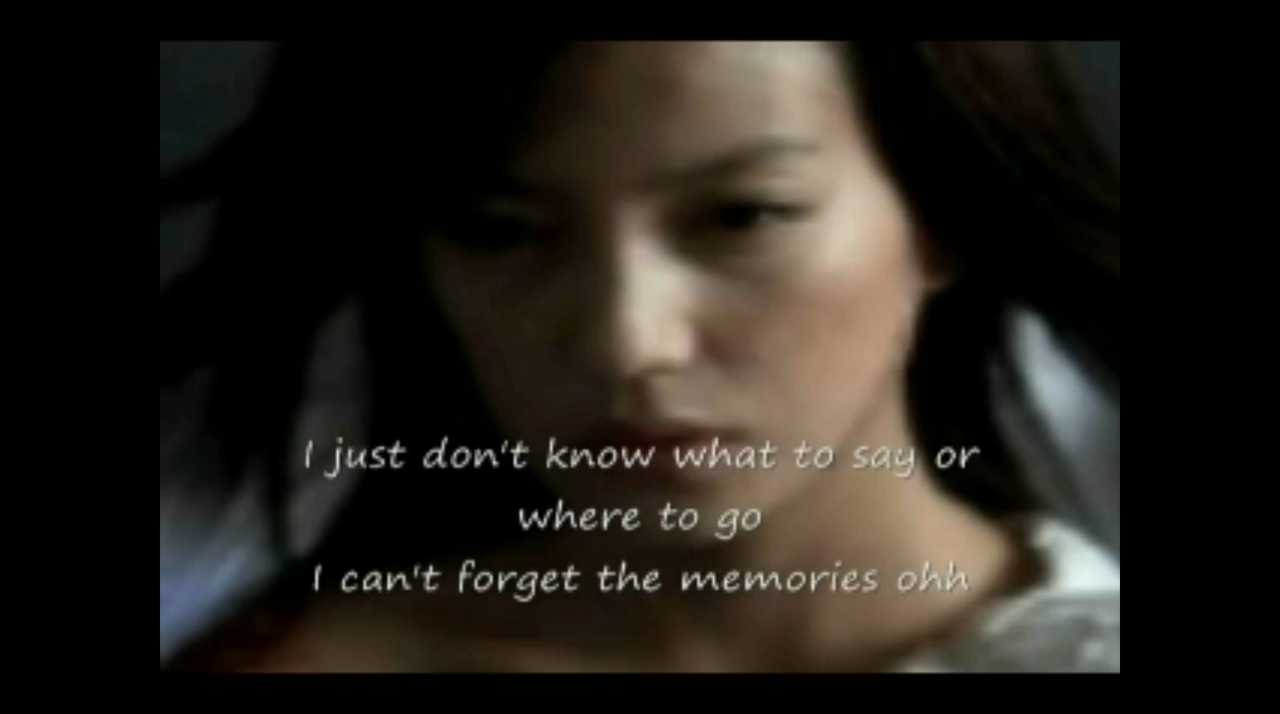 I just don't know what to say or
where to go
I can't forget the memories ohh